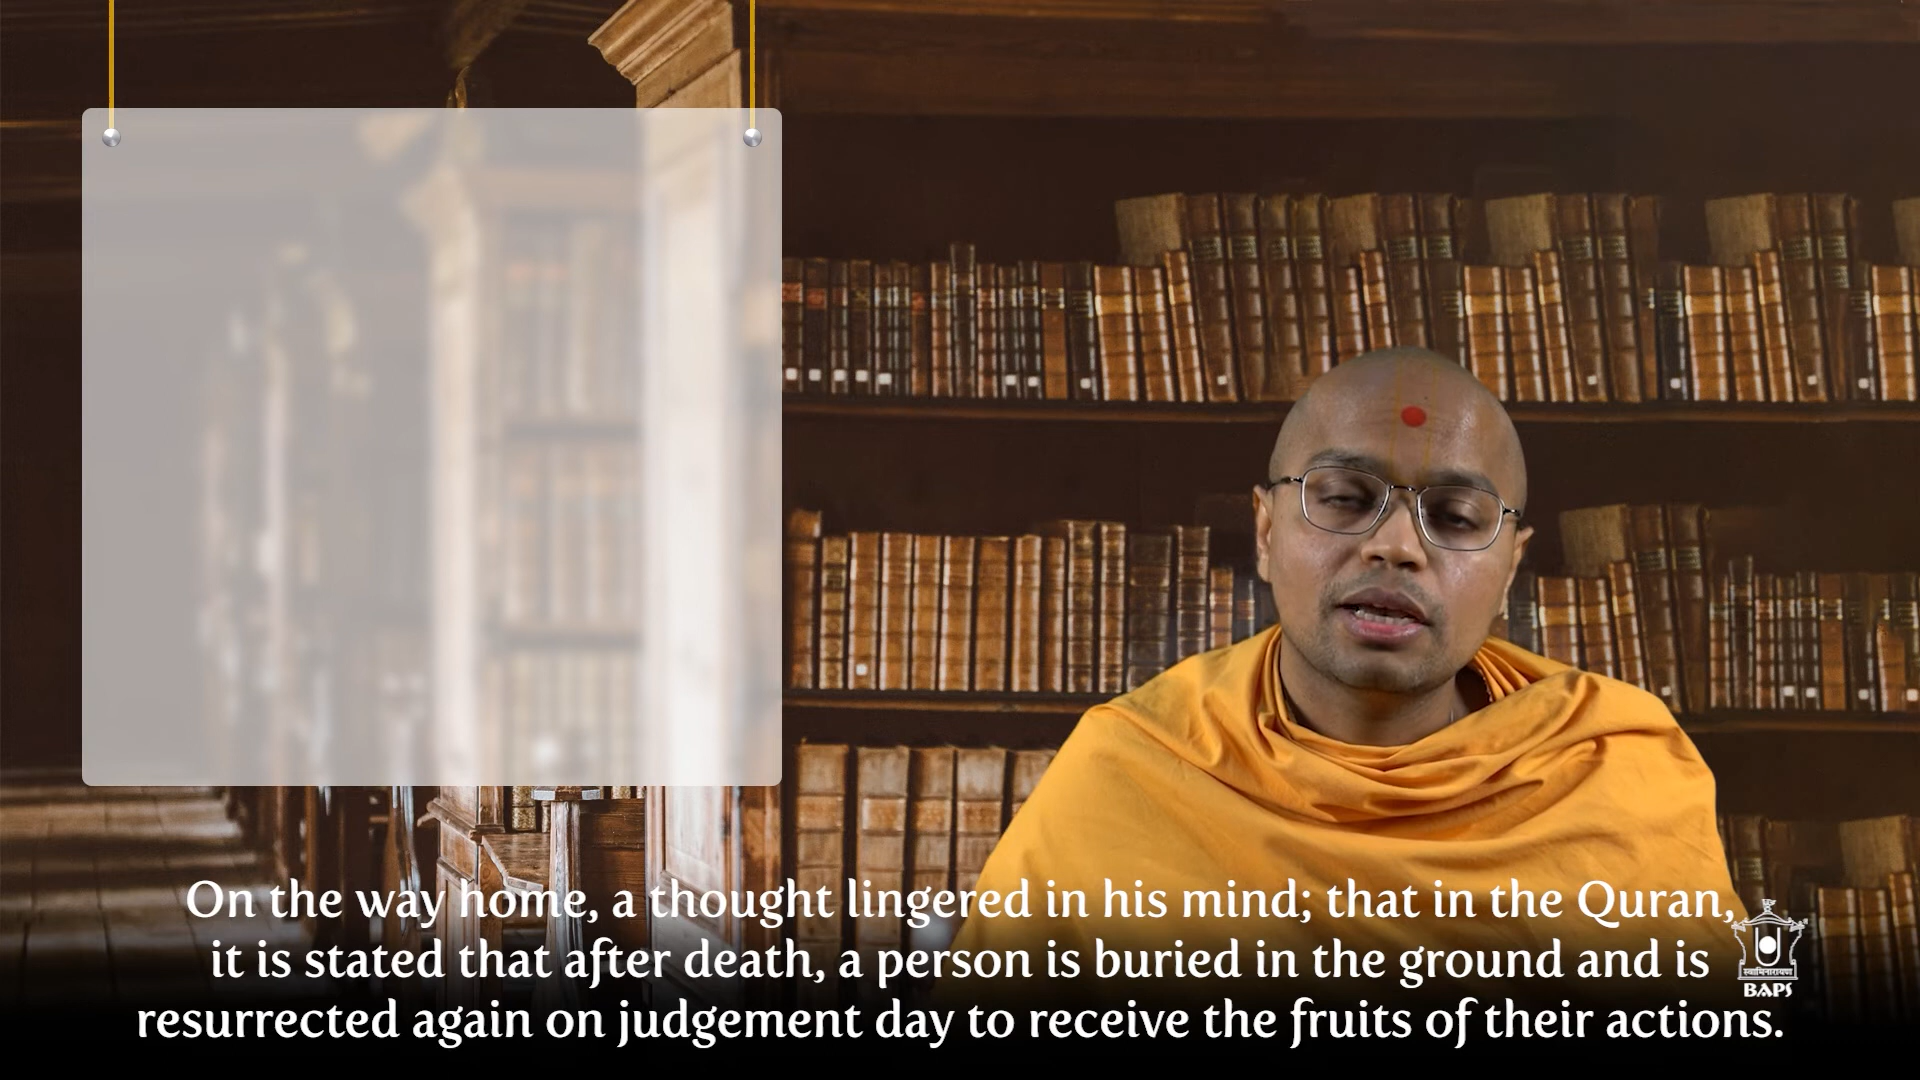 On the way home, a thought lingered in his mind; that in the Quran,
it is stated that after death, a person is buried in the ground and is
resurrected again on judgement day to receive the fruits of their actions.
स्वामिनारायण
BAPS